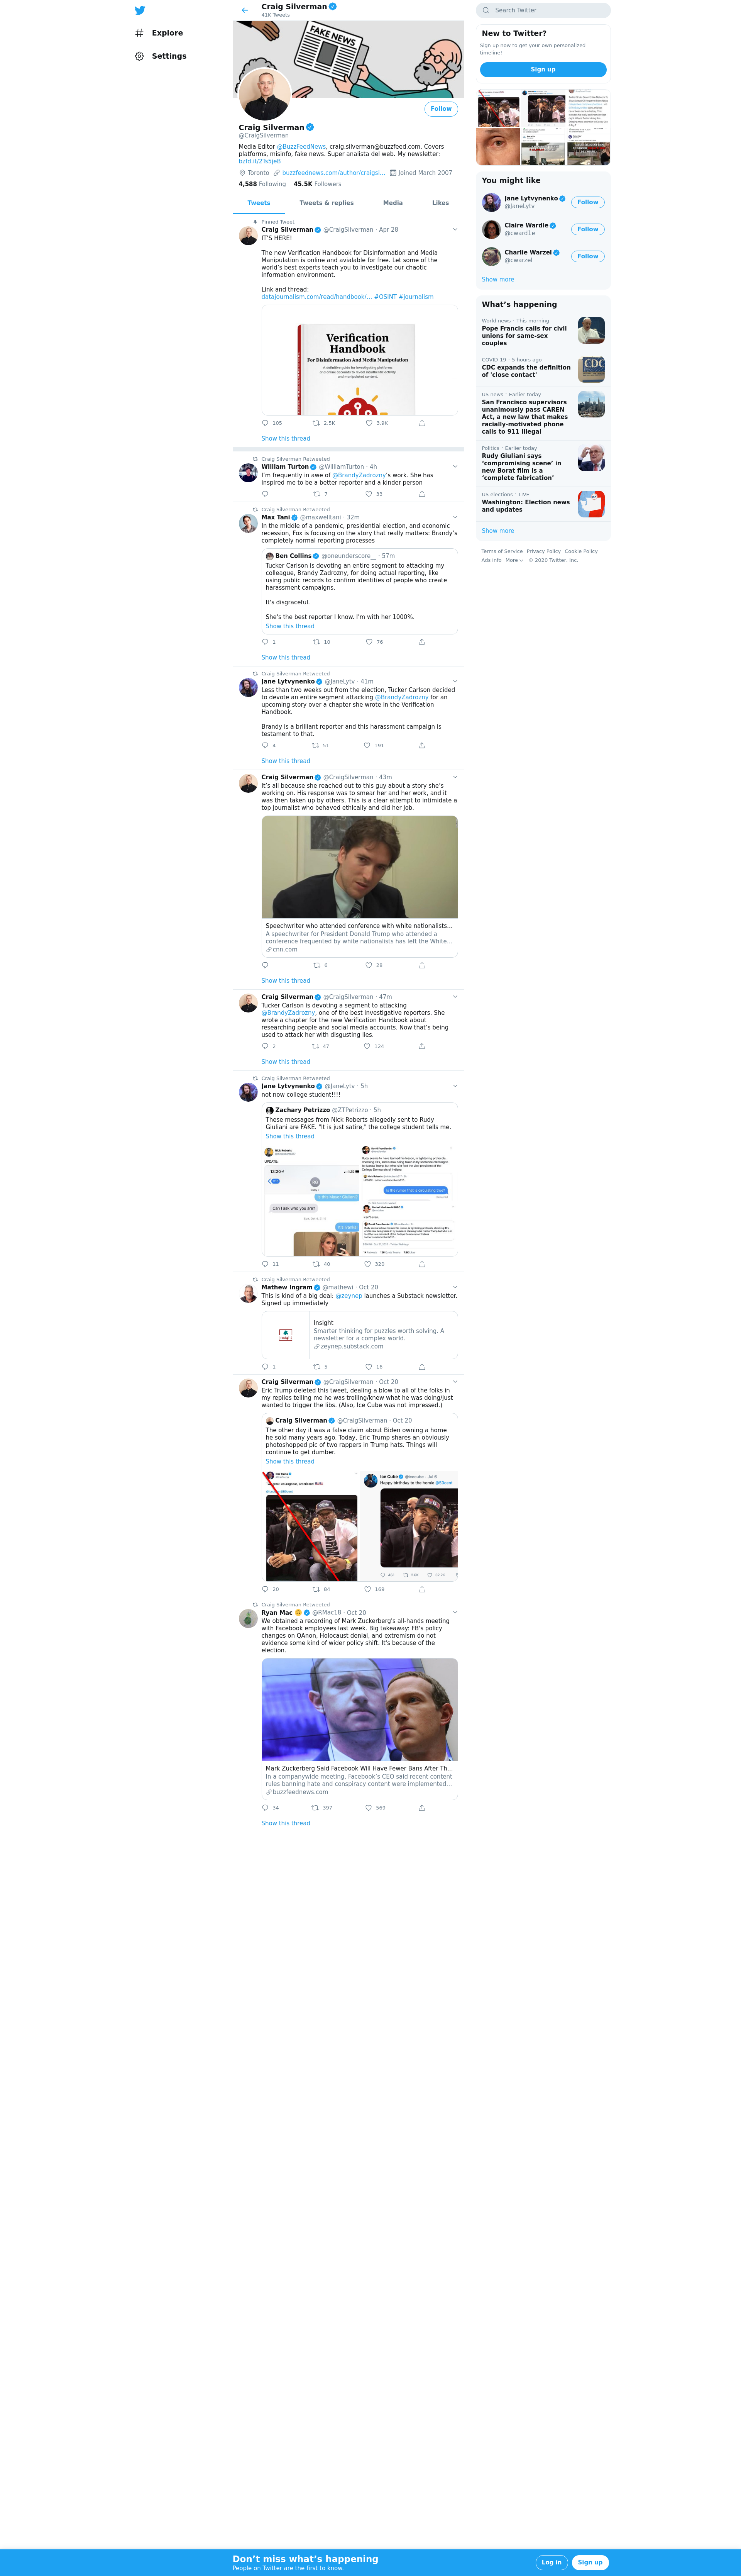 Explore
Settings
Craig Silverman
41K Tweets
FAKE NEWS
Follow
Craig Silverman
@CraigSilverman
Media Editor @BuzzFeedNews, craig.silverman@buzzfeed.com. Covers
platforms, misinfo, fake news. Super analista del web. My newsletter:
Toronto buzzfeednews.com/author/craigsi… Joined March 2007
4,588 Following 45.5K Followers
Tweets Tweets & replies Media Likes
Pinned Tweet
Craig Silverman @CraigSilverman · Apr 28
IT'S HERE!
The new Verification Handbook for Disinformation and Media
Manipulation is online and available for free. Let some of the
world's best experts teach you to investigate our chaotic
information environment.
Link and thread:
datajournalism.com/read/handbook/… #OSINT #journalism
Verification
Handbook
For Disinformation And Media Manipulation
A definitive guide for investigating platforms
and online accounts to reveal inauthentic activity
and manipulated content
105 2.5K 3.9K
Show this thread
Craig Silverman Retweeted
William Turton @WilliamTurton · 4h
I'm frequently in awe of @BrandyZadrozny's work. She has
inspired me to be a better reporter and a kinder person
7 33
Craig Silverman Retweeted
Max Tani @maxwelltani · 32m
In the middle of a pandemic, presidential election, and economic
recession, Fox is focusing on the story that really matters: Brandy's
completely normal reporting processes
Ben Collins @oneunderscore__ · 57m
Tucker Carlson is devoting an entire segment to attacking my
colleague, Brandy Zadrozny, for doing actual reporting, like
using public records to confirm identities of people who create
harassment campaigns.
It's disgraceful.
She's the best reporter I know. I'm with her 1000%.
Show this thread
1 10 76
Show this thread
Craig Silverman Retweeted
Jane Lytvynenko @JaneLytv · 41m
Less than two weeks out from the election, Tucker Carlson decided
to devote an entire segment attacking @BrandyZadrozny for an
upcoming story over a chapter she wrote in the Verification
Handbook.
Brandy is a brilliant reporter and this harassment campaign is
testament to that.
4 51 191
Show this thread
Craig Silverman @CraigSilverman · 43m
It's all because she reached out to this guy about a story she's
working on. His response was to smear her and her work, and it
was then taken up by others. This is a clear attempt to intimidate a
top journalist who behaved ethically and did her job.
Speechwriter who attended conference with white nationalists…
A speechwriter for President Donald Trump who attended a
conference frequented by white nationalists has left the White…
cnn.com
6 28
Show this thread
Craig Silverman @CraigSilverman · 47m
Tucker Carlson is devoting a segment to attacking
@BrandyZadrozny, one of the best investigative reporters. She
wrote a chapter for the new Verification Handbook about
researching people and social media accounts. Now that's being
used to attack her with disgusting lies.
2 47 124
Show this thread
Craig Silverman Retweeted
Jane Lytvynenko @JaneLytv · 5h
not now college student!!!!
Zachary Petrizzo @ZTPetrizzo · 5h
These messages from Nick Roberts allegedly sent to Rudy
Giuliani are FAKE. "It is just satire," the college student tells me.
Show this thread
12:20
Can I ask who you are?
11 40 320
Craig Silverman Retweeted
Mathew Ingram @mathewi · Oct 20
This is kind of a big deal: @zeynep launches a Substack newsletter.
Signed up immediately
Insight
Insight
Smarter thinking for puzzles worth solving. A
newsletter for a complex world.
zeynep.substack.com
1 5 16
Craig Silverman @CraigSilverman · Oct 20
Eric Trump deleted this tweet, dealing a blow to all of the folks in
my replies telling me he was trolling/knew what he was doing/just
wanted to trigger the libs. (Also, Ice Cube was not impressed.)
Craig Silverman @CraigSilverman · Oct 20
The other day it was a false claim about Biden owning a home
he sold many years ago. Today, Eric Trump shares an obviously
photoshopped pic of two rappers in Trump hats. Things will
continue to get dumber.
Show this thread
Ice Cube @icecube · Jul 6
Happy birthday to the homie @50cent
20 84 169
Craig Silverman Retweeted
Ryan Mac @RMac18 · Oct 20
We obtained a recording of Mark Zuckerberg's all-hands meeting
with Facebook employees last week. Big takeaway: FB's policy
changes on QAnon, Holocaust denial, and extremism do not
evidence some kind of wider policy shift. It's because of the
election.
Mark Zuckerberg Said Facebook Will Have Fewer Bans After Th…
In a companywide meeting, Facebook's CEO said recent content
rules banning hate and conspiracy content were implemented…
buzzfeednews.com
34 397 569
Show this thread
Search Twitter
New to Twitter?
Sign up now to get your own personalized
timeline!
Sign up
You might like
Jane Lytvynenko
@JaneLytv
Follow
Claire Wardle
@cward1e
Follow
Charlie Warzel
@cwarzel
Follow
Show more
What's happening
World news · This morning
Pope Francis calls for civil
unions for same-sex
couples
COVID-19 · 5 hours ago
CDC expands the definition
of 'close contact'
CDC
US news · Earlier today
San Francisco supervisors
unanimously pass CAREN
Act, a new law that makes
racially-motivated phone
calls to 911 illegal
Politics · Earlier today
Rudy Giuliani says
'compromising scene' in
new Borat film is a
'complete fabrication'
US elections · LIVE
Washington: Election news
and updates
Show more
Terms of Service Privacy Policy Cookie Policy
Ads info More © 2020 Twitter, Inc.
Don't miss what's happening
People on Twitter are the first to know.
Log in
Sign up